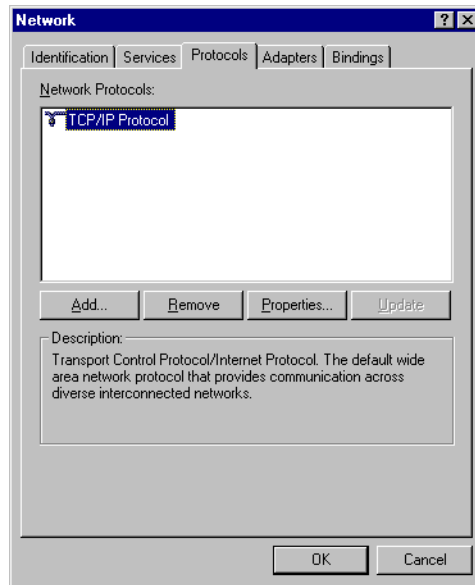 Network
Identification Services Protocols Adapters Bindings
Network Protocols:
TCP/IP Protocol
Add... Remove Properties... Update
Description:
Transport Control Protocol/Internet Protocol. The default wide
area network protocol that provides communication across
diverse interconnected networks.
OK Cancel